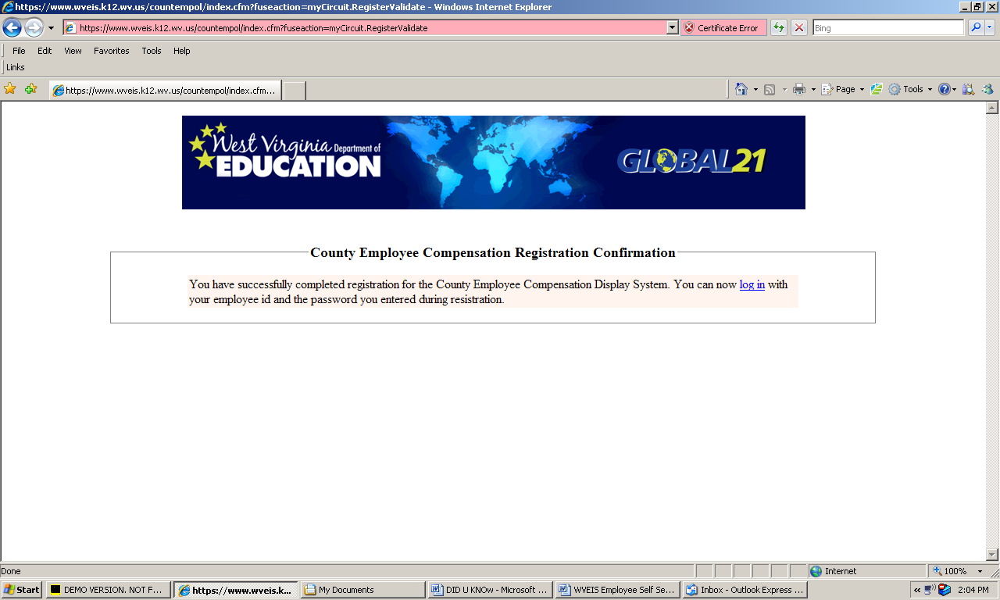 https://www.wveis.k12.wv.us/countempol/index.cfm?fuseaction=myCircuit.RegisterValidate - Windows Internet Explorer
https://www.wveis.k12.wv.us/countempol/index.cfm?fuseaction=myCircuit.RegisterValidate
Certificate Error
Bing
File Edit View Favorites Tools Help
Links
https://www.wveis.k12.wv.us/countempol/index.cfm...
Page Tools
West Virginia Department of
EDUCATION
GLOBAL21
County Employee Compensation Registration Confirmation
You have successfully completed registration for the County Employee Compensation Display System. You can now log in with
your employee id and the password you entered during resistration.
Done
Internet
100%
Start
DEMO VERSION. NOT F...
https://www.wveis.k...
My Documents
DID U KNOw - Microsoft ...
WVEIS Employee Self Se...
Inbox - Outlook Express ...
2:04 PM